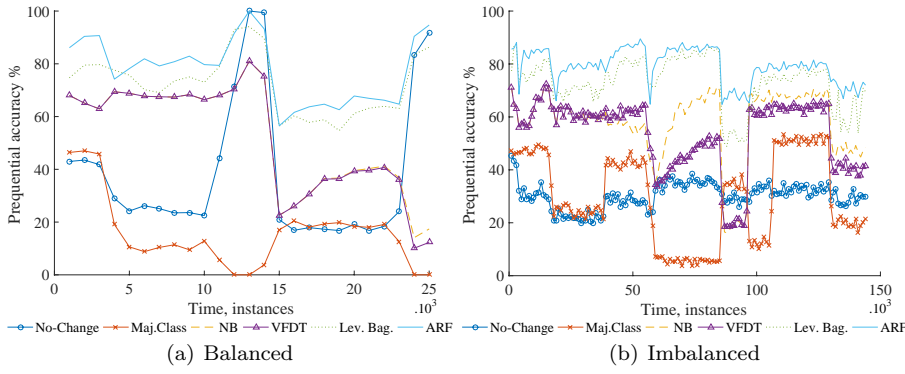 Prequential accuracy %
100
80
60
40
20
0
0 5 10 15 20 25
Time, instances .10³
No-Change Maj.Class NB VFDT Lev. Bag. ARF
(a) Balanced
Prequential accuracy %
100
80
60
40
20
0
0 50 100 150
Time, instances .10³
No-Change Maj.Class NB VFDT Lev. Bag. ARF
(b) Imbalanced